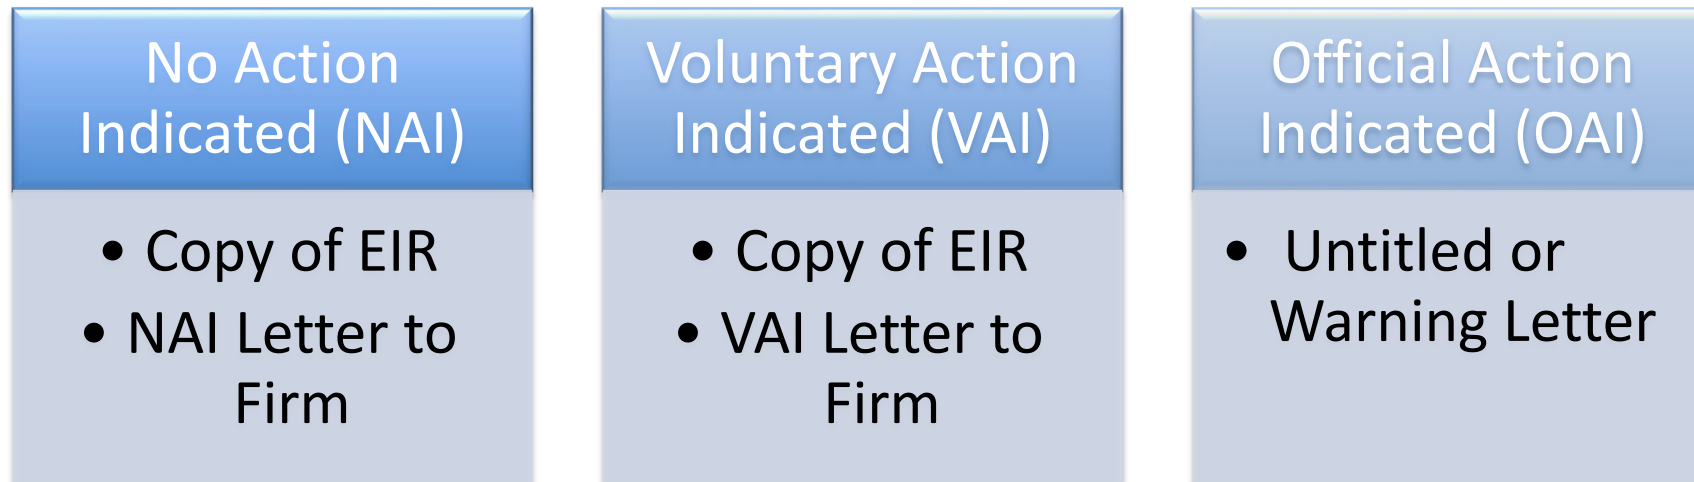 No Action
Indicated (NAI)
• Copy of EIR
• NAI Letter to
Firm
Voluntary Action
Indicated (VAI)
• Copy of EIR
• VAI Letter to
Firm
Official Action
Indicated (OAI)
• Untitled or
Warning Letter